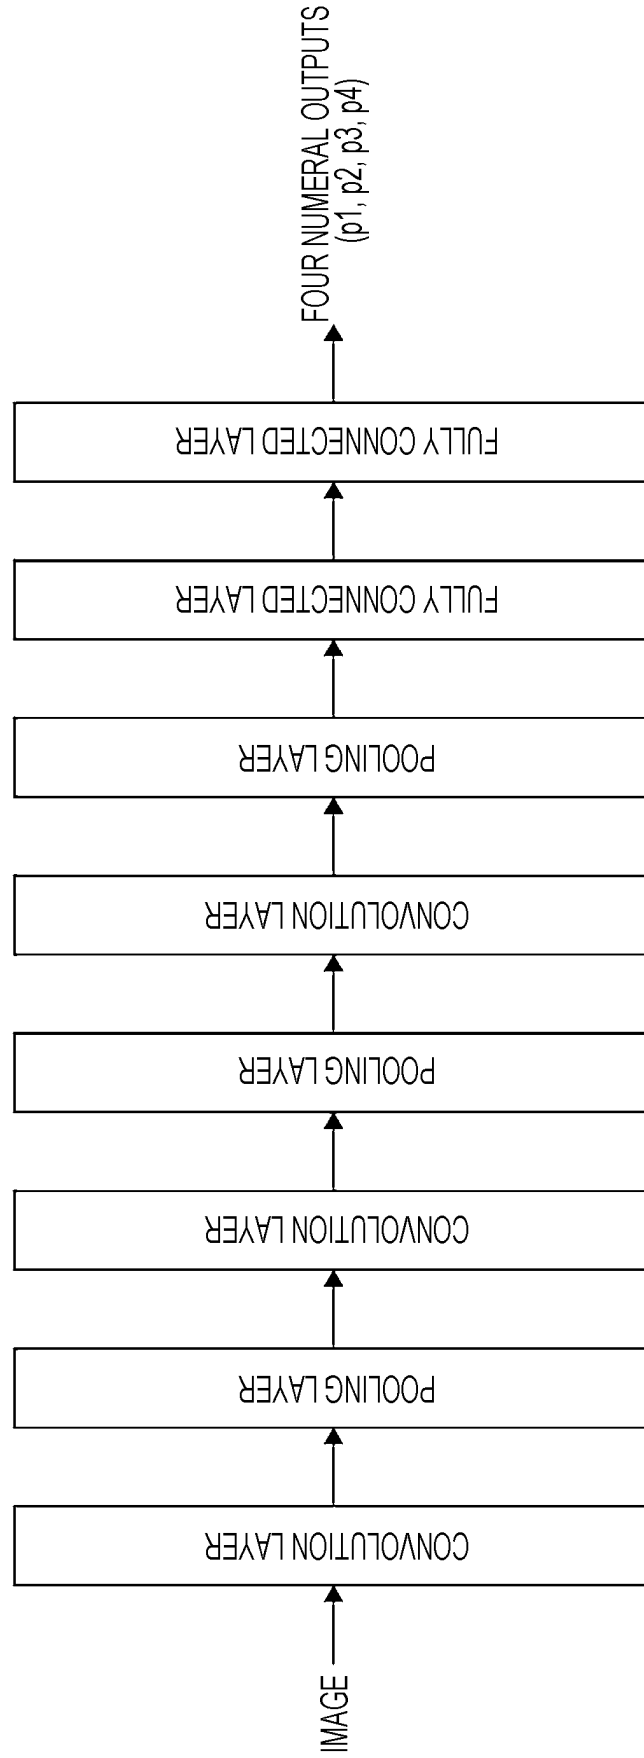 IMAGE
CONVOLUTION LAYER
POOLING LAYER
CONVOLUTION LAYER
POOLING LAYER
CONVOLUTION LAYER
POOLING LAYER
FULLY CONNECTED LAYER
FULLY CONNECTED LAYER
FOUR NUMERAL OUTPUTS
(p1, p2, p3, p4)